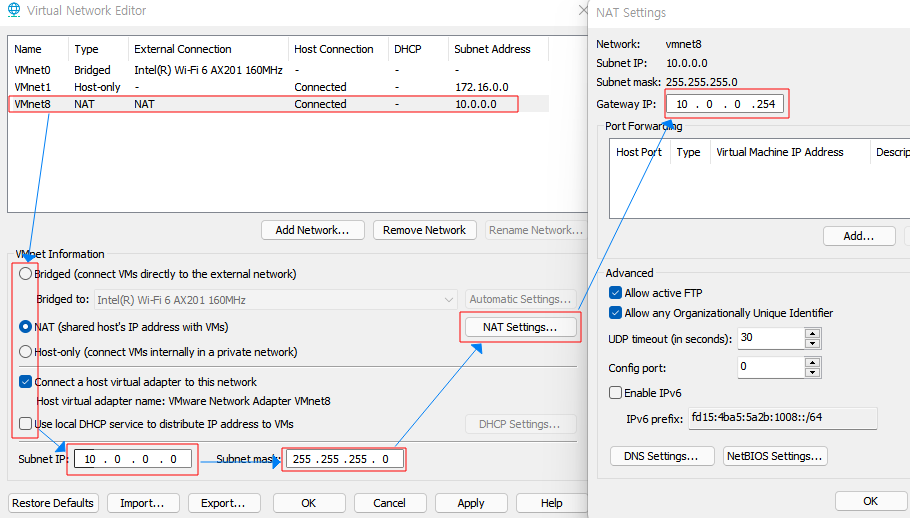 Virtual Network Editor
Name Type External Connection Host Connection DHCP Subnet Address
VMnet0 Bridged Intel(R) Wi-Fi 6 AX201 160MHz - - -
VMnet1 Host-only - Connected - 172.16.0.0
VMnet8 NAT NAT Connected - 10.0.0.0
Add Network... Remove Network Rename Network...
VMnet Information
Bridged (connect VMs directly to the external network)
Bridged to: Intel(R) Wi-Fi 6 AX201 160MHz Automatic Settings...
NAT (shared host's IP address with VMs) NAT Settings...
Host-only (connect VMs internally in a private network)
Connect a host virtual adapter to this network
Host virtual adapter name: VMware Network Adapter VMnet8
Use local DHCP service to distribute IP address to VMs DHCP Settings...
Subnet IP: 10 . 0 . 0 . 0 Subnet mask: 255 . 255 . 255 . 0
Restore Defaults Import... Export... OK Cancel Apply Help
NAT Settings
Network: vmnet8
Subnet IP: 10.0.0.0
Subnet mask: 255.255.255.0
Gateway IP: 10 . 0 . 0 . 254
Port Forwarding
Host Port Type Virtual Machine IP Address Descrip
Add...
Advanced
Allow active FTP
Allow any Organizationally Unique Identifier
UDP timeout (in seconds): 30
Config port: 0
Enable IPv6
IPv6 prefix: fd15:4ba5:5a2b:1008::/64
DNS Settings... NetBIOS Settings...
OK